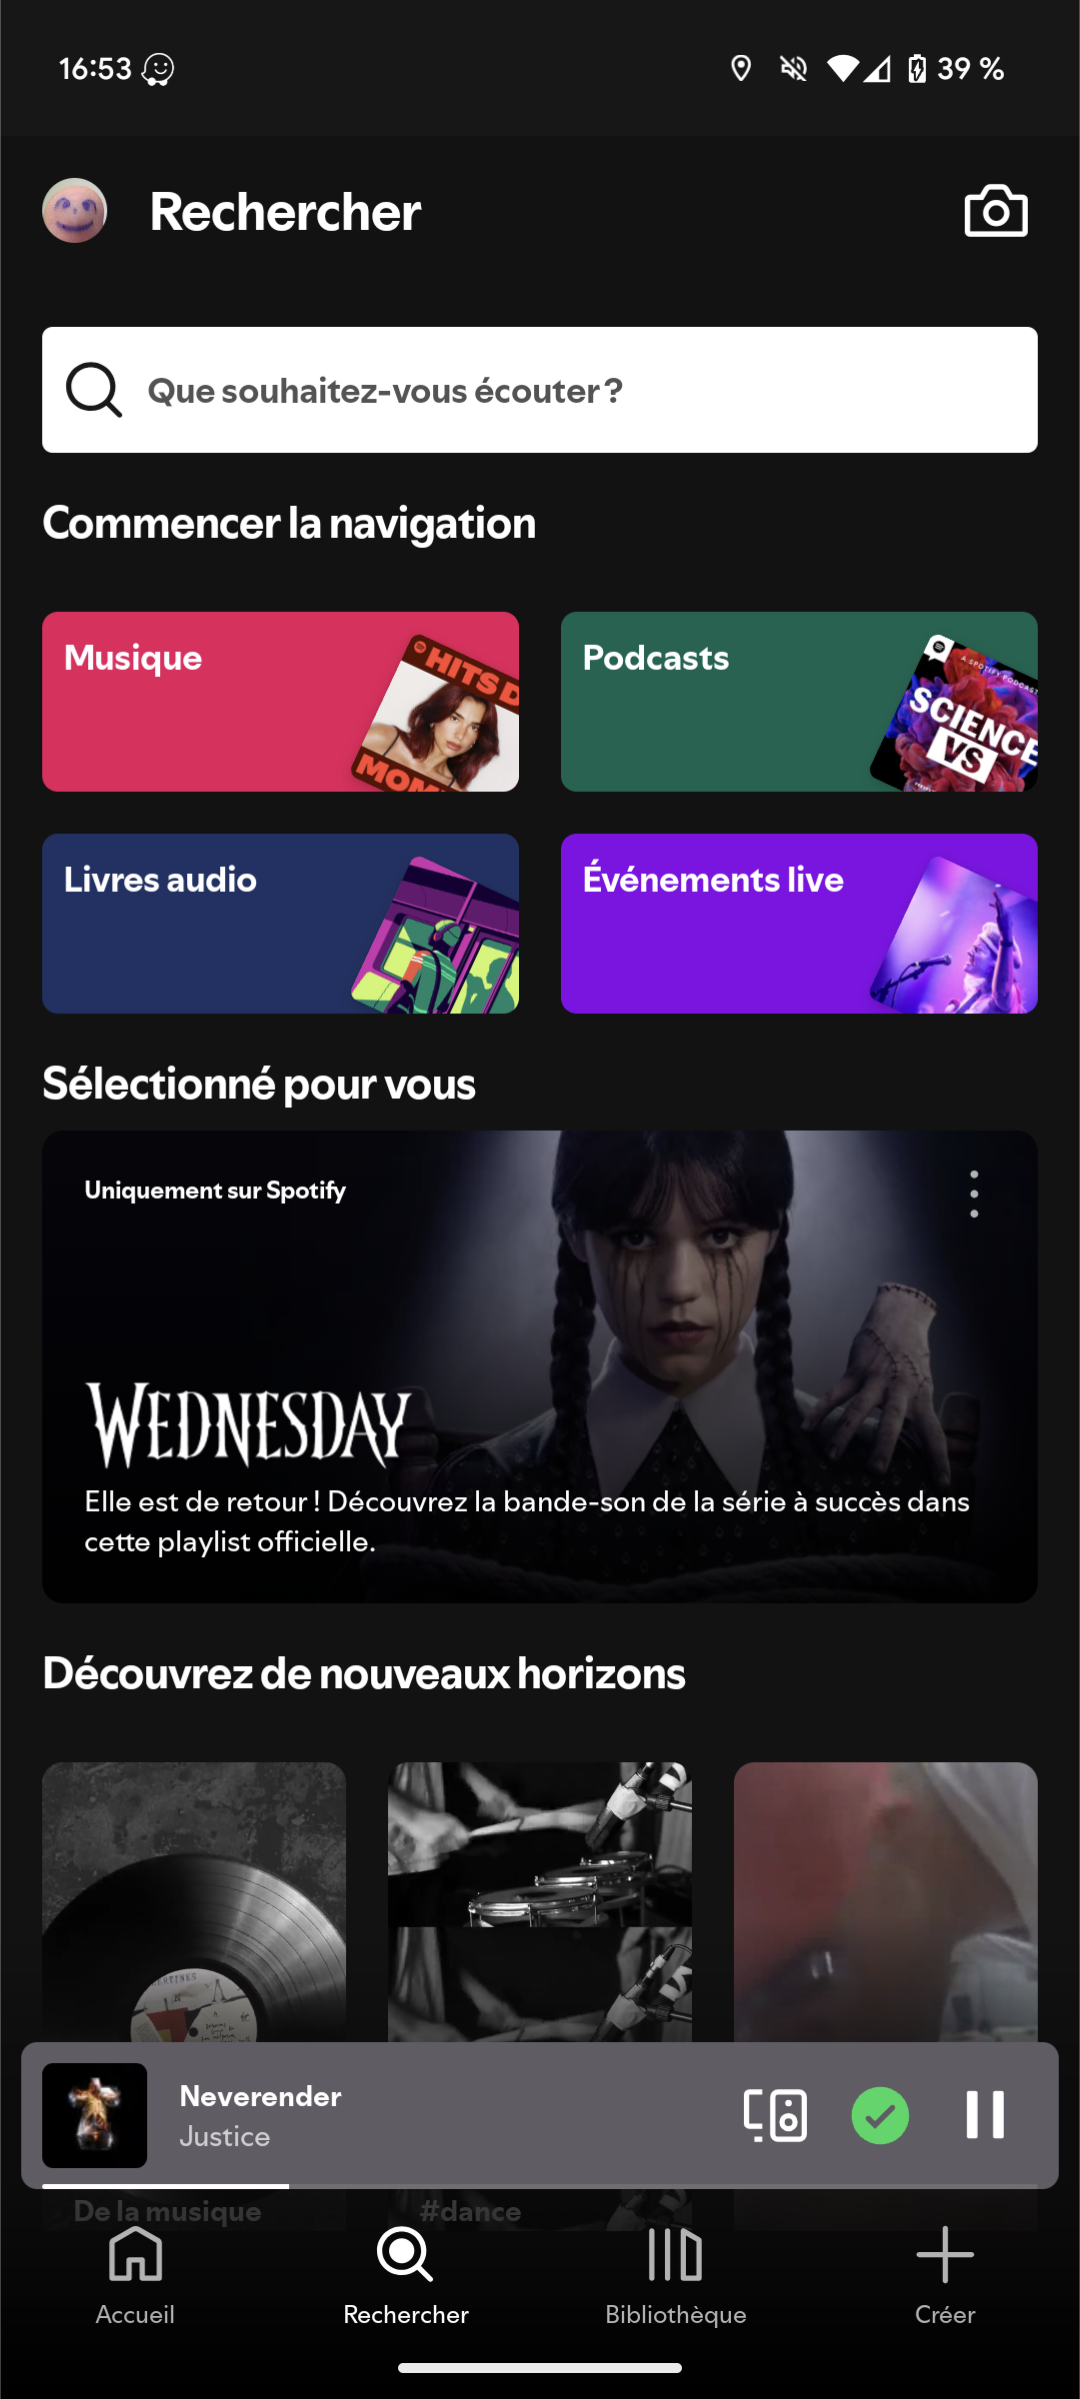 16:53
39 %
Rechercher
Que souhaitez-vous écouter ?
Commencer la navigation
Musique
HITS D
MOM
Podcasts
A SPOTIFY PODCAST
SCIENCE
VS
Livres audio
Événements live
Sélectionné pour vous
Uniquement sur Spotify
WEDNESDAY
Elle est de retour ! Découvrez la bande-son de la série à succès dans
cette playlist officielle.
Découvrez de nouveaux horizons
Neverender
Justice
De la musique
#dance
Accueil
Rechercher
Bibliothèque
Créer